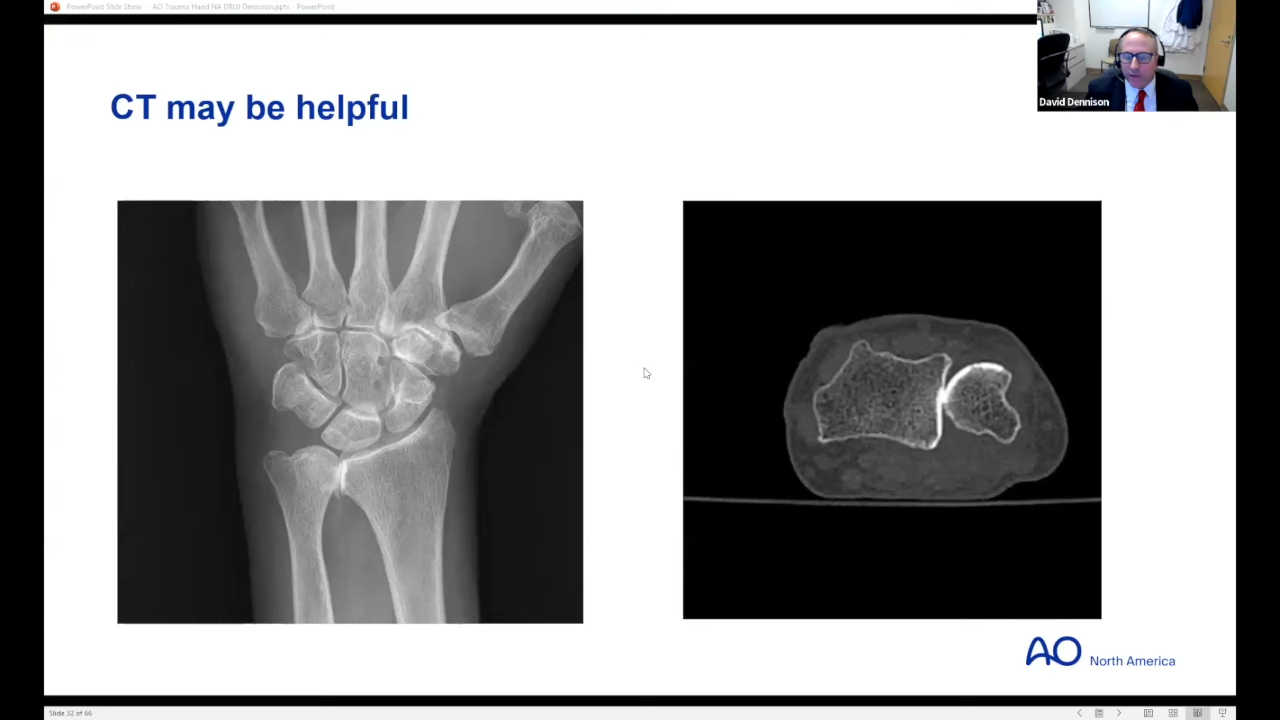 PowerPoint Slide Show - AO Trauma Hand NA DRUJ Dennison.pptx - PowerPoint
David Dennison
CT may be helpful
AO North America
Slide 32 of 66